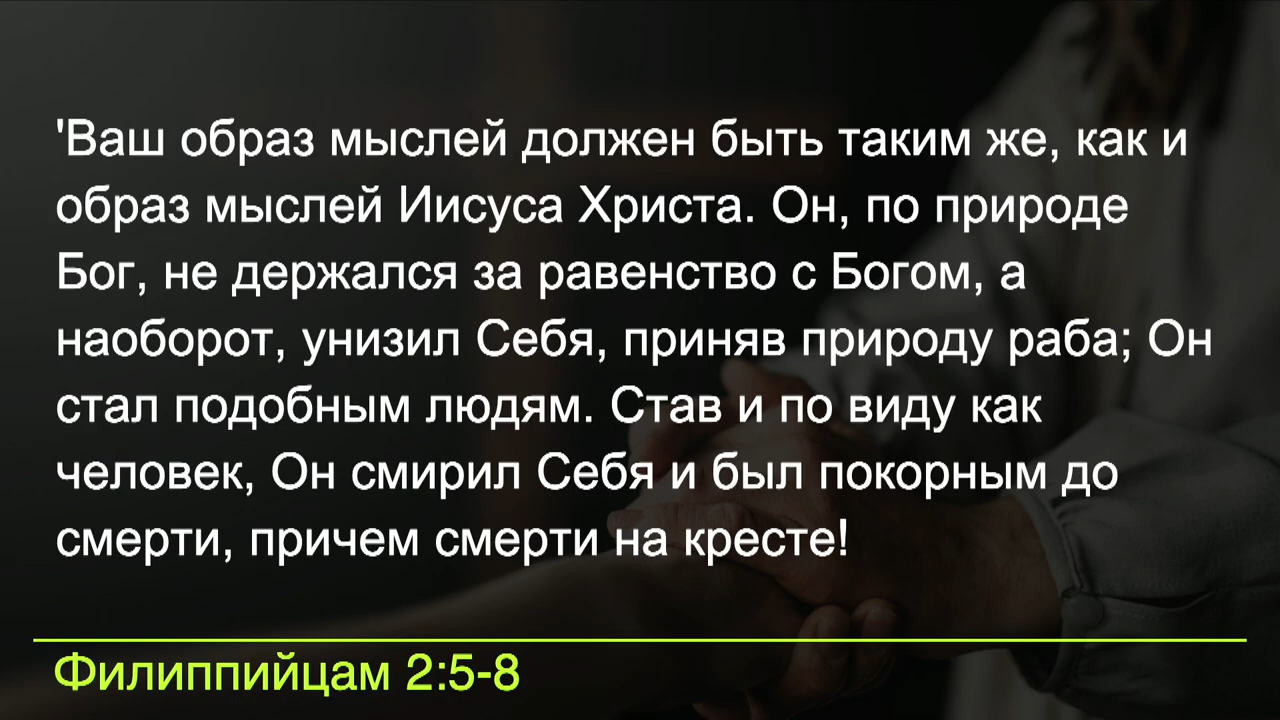 'Ваш образ мыслей должен быть таким же, как и
образ мыслей Иисуса Христа. Он, по природе
Бог, не держался за равенство с Богом, а
наоборот, унизил Себя, приняв природу раба; Он
стал подобным людям. Став и по виду как
человек, Он смирил Себя и был покорным до
смерти, причем смерти на кресте!
Филиппийцам 2:5-8